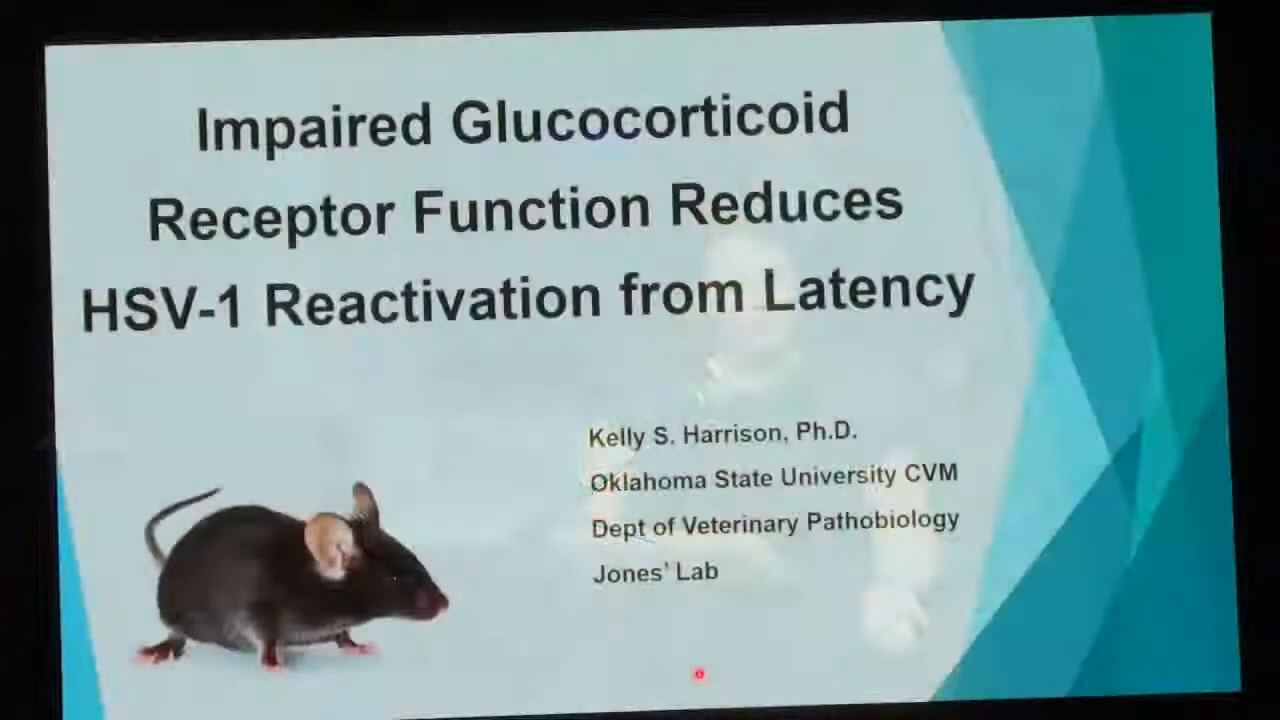 Impaired Glucocorticoid
Receptor Function Reduces
HSV-1 Reactivation from Latency
Kelly S. Harrison, Ph.D.
Oklahoma State University CVM
Dept of Veterinary Pathobiology
Jones' Lab